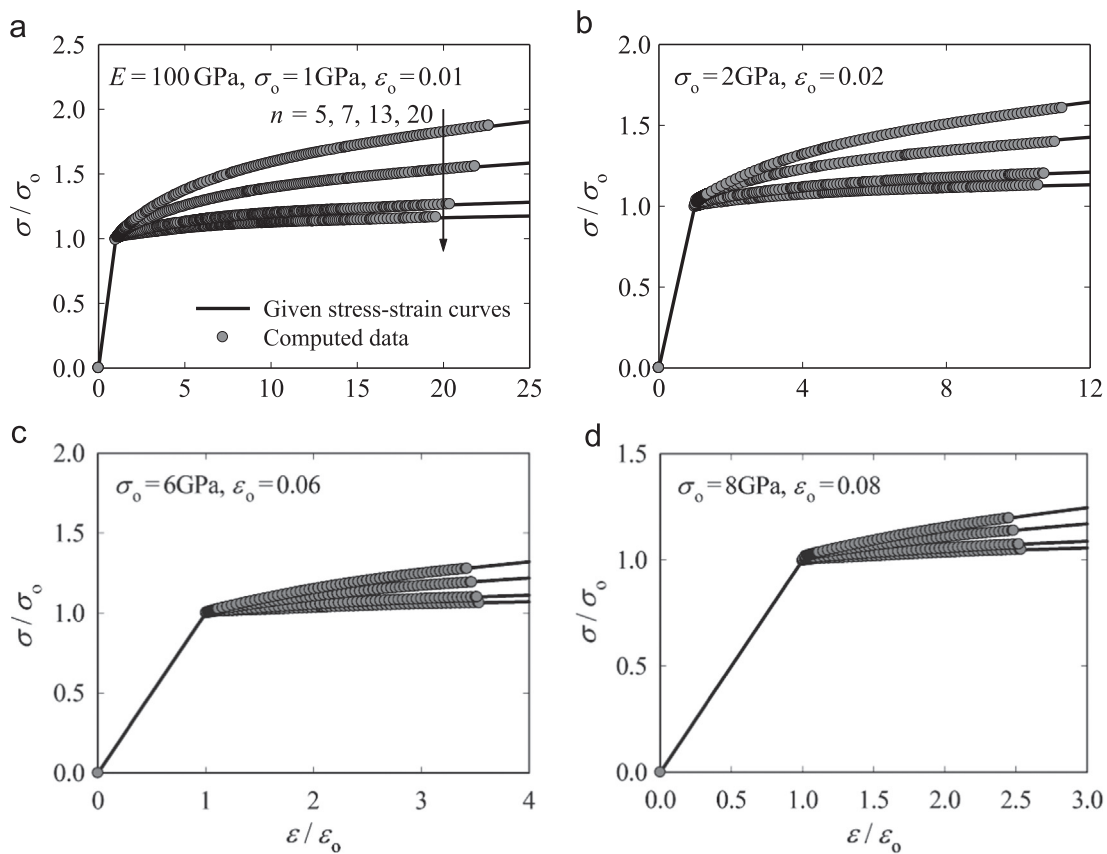 a
2.5
2.0
1.5
1.0
0.5
0.0
σ/σo
E = 100 GPa, σo = 1GPa, εo = 0.01
n = 5, 7, 13, 20
Given stress-strain curves
Computed data
0 5 10 15 20 25
b
2.0
1.5
1.0
0.5
0.0
σ/σo
σo = 2GPa, εo = 0.02
0 4 8 12
c
2.0
1.5
1.0
0.5
0.0
σ/σo
σo = 6GPa, εo = 0.06
0 1 2 3 4
ε/εo
d
1.5
1.0
0.5
0.0
σ/σo
σo = 8GPa, εo = 0.08
0.0 0.5 1.0 1.5 2.0 2.5 3.0
ε/εo